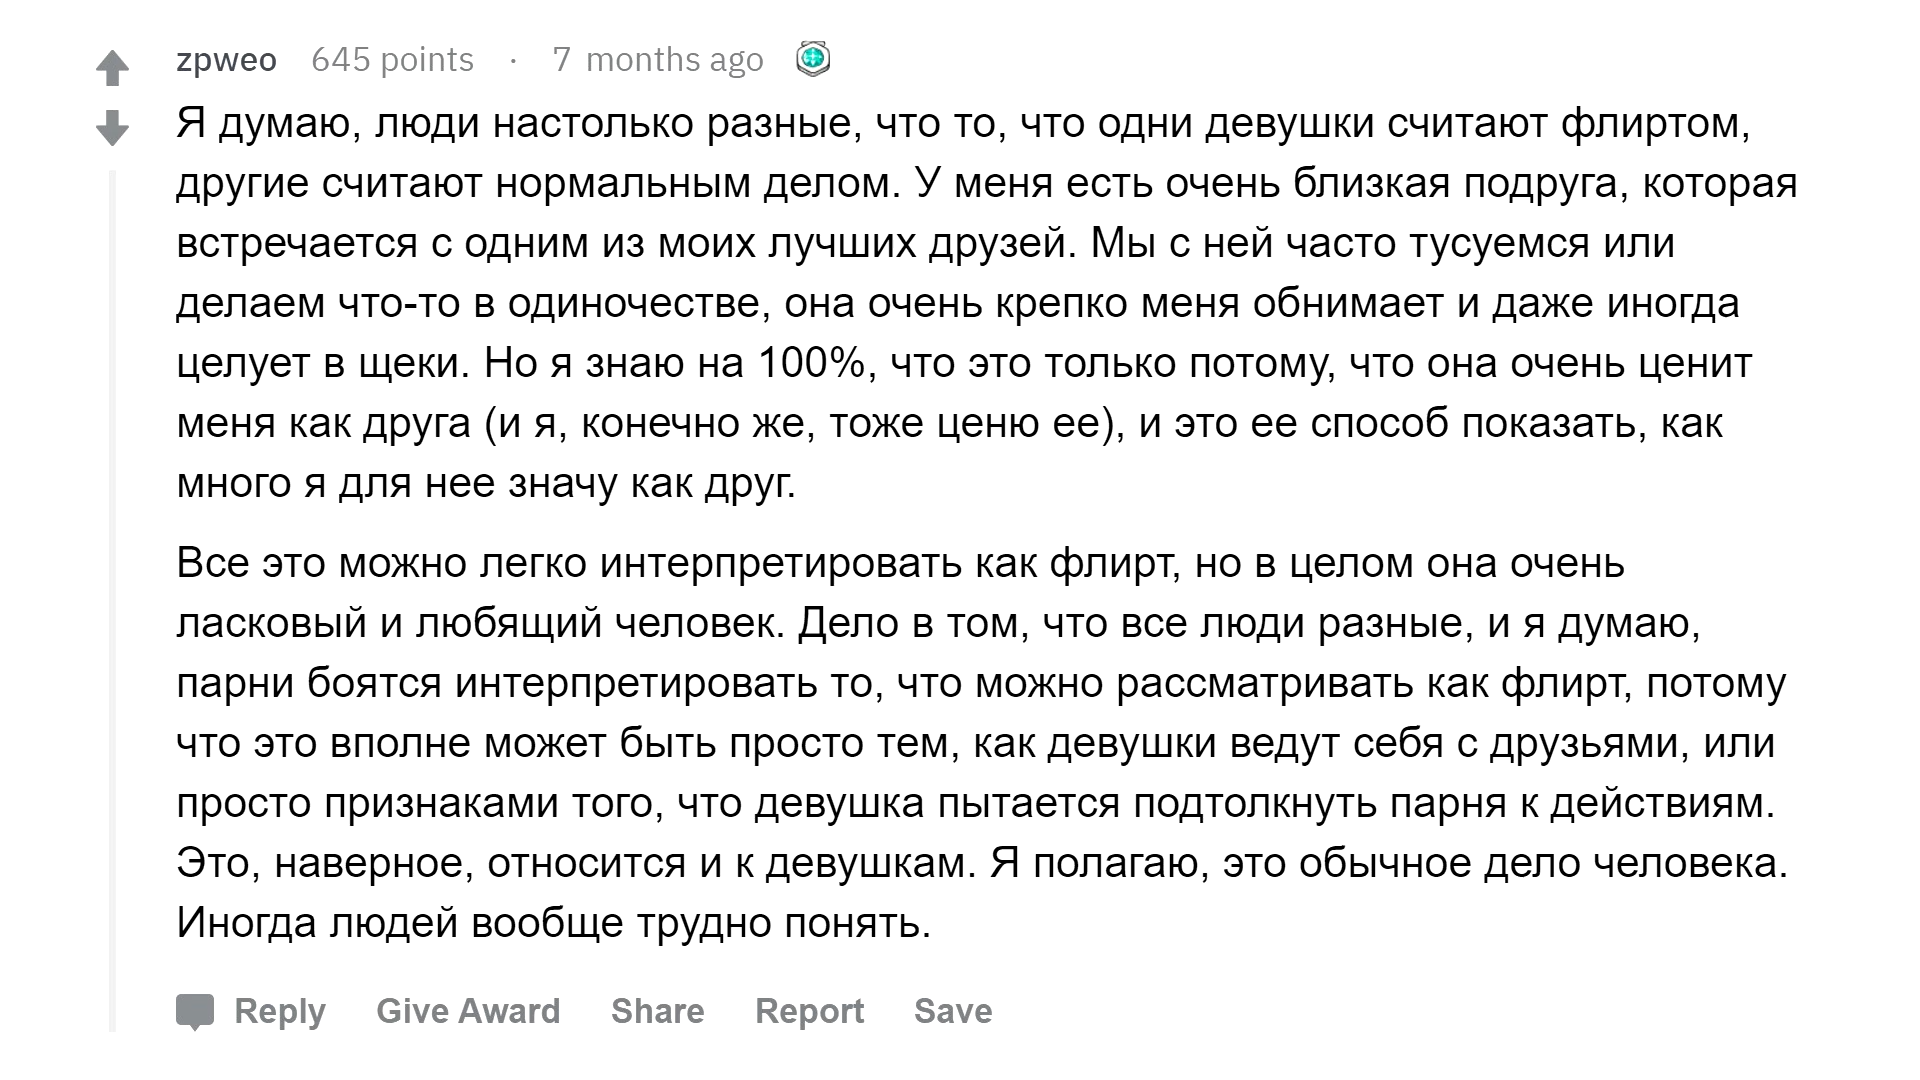 zpweo 645 points · 7 months ago
Я думаю, люди настолько разные, что то, что одни девушки считают флиртом,
другие считают нормальным делом. У меня есть очень близкая подруга, которая
встречается с одним из моих лучших друзей. Мы с ней часто тусуемся или
делаем что-то в одиночестве, она очень крепко меня обнимает и даже иногда
целует в щеки. Но я знаю на 100%, что это только потому, что она очень ценит
меня как друга (и я, конечно же, тоже ценю ее), и это ее способ показать, как
много я для нее значу как друг.
Все это можно легко интерпретировать как флирт, но в целом она очень
ласковый и любящий человек. Дело в том, что все люди разные, и я думаю,
парни боятся интерпретировать то, что можно рассматривать как флирт, потому
что это вполне может быть просто тем, как девушки ведут себя с друзьями, или
просто признаками того, что девушка пытается подтолкнуть парня к действиям.
Это, наверное, относится и к девушкам. Я полагаю, это обычное дело человека.
Иногда людей вообще трудно понять.
Reply Give Award Share Report Save